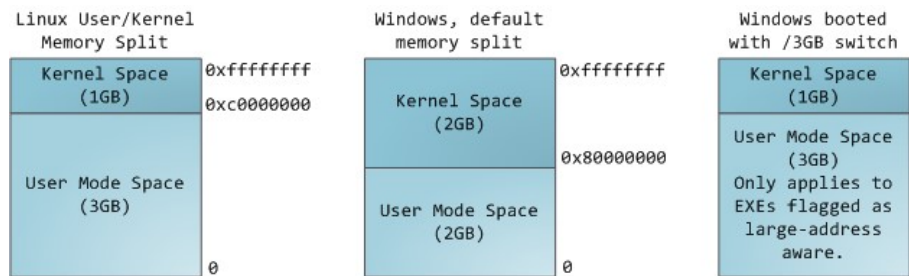 Linux User/Kernel
Memory Split
Kernel Space
(1GB)
0xffffffff
0xc0000000
User Mode Space
(3GB)
0
Windows, default
memory split
0xffffffff
Kernel Space
(2GB)
0x80000000
User Mode Space
(2GB)
0
Windows booted
with /3GB switch
Kernel Space
(1GB)
User Mode Space
(3GB)
Only applies to
EXEs flagged as
large-address
aware.